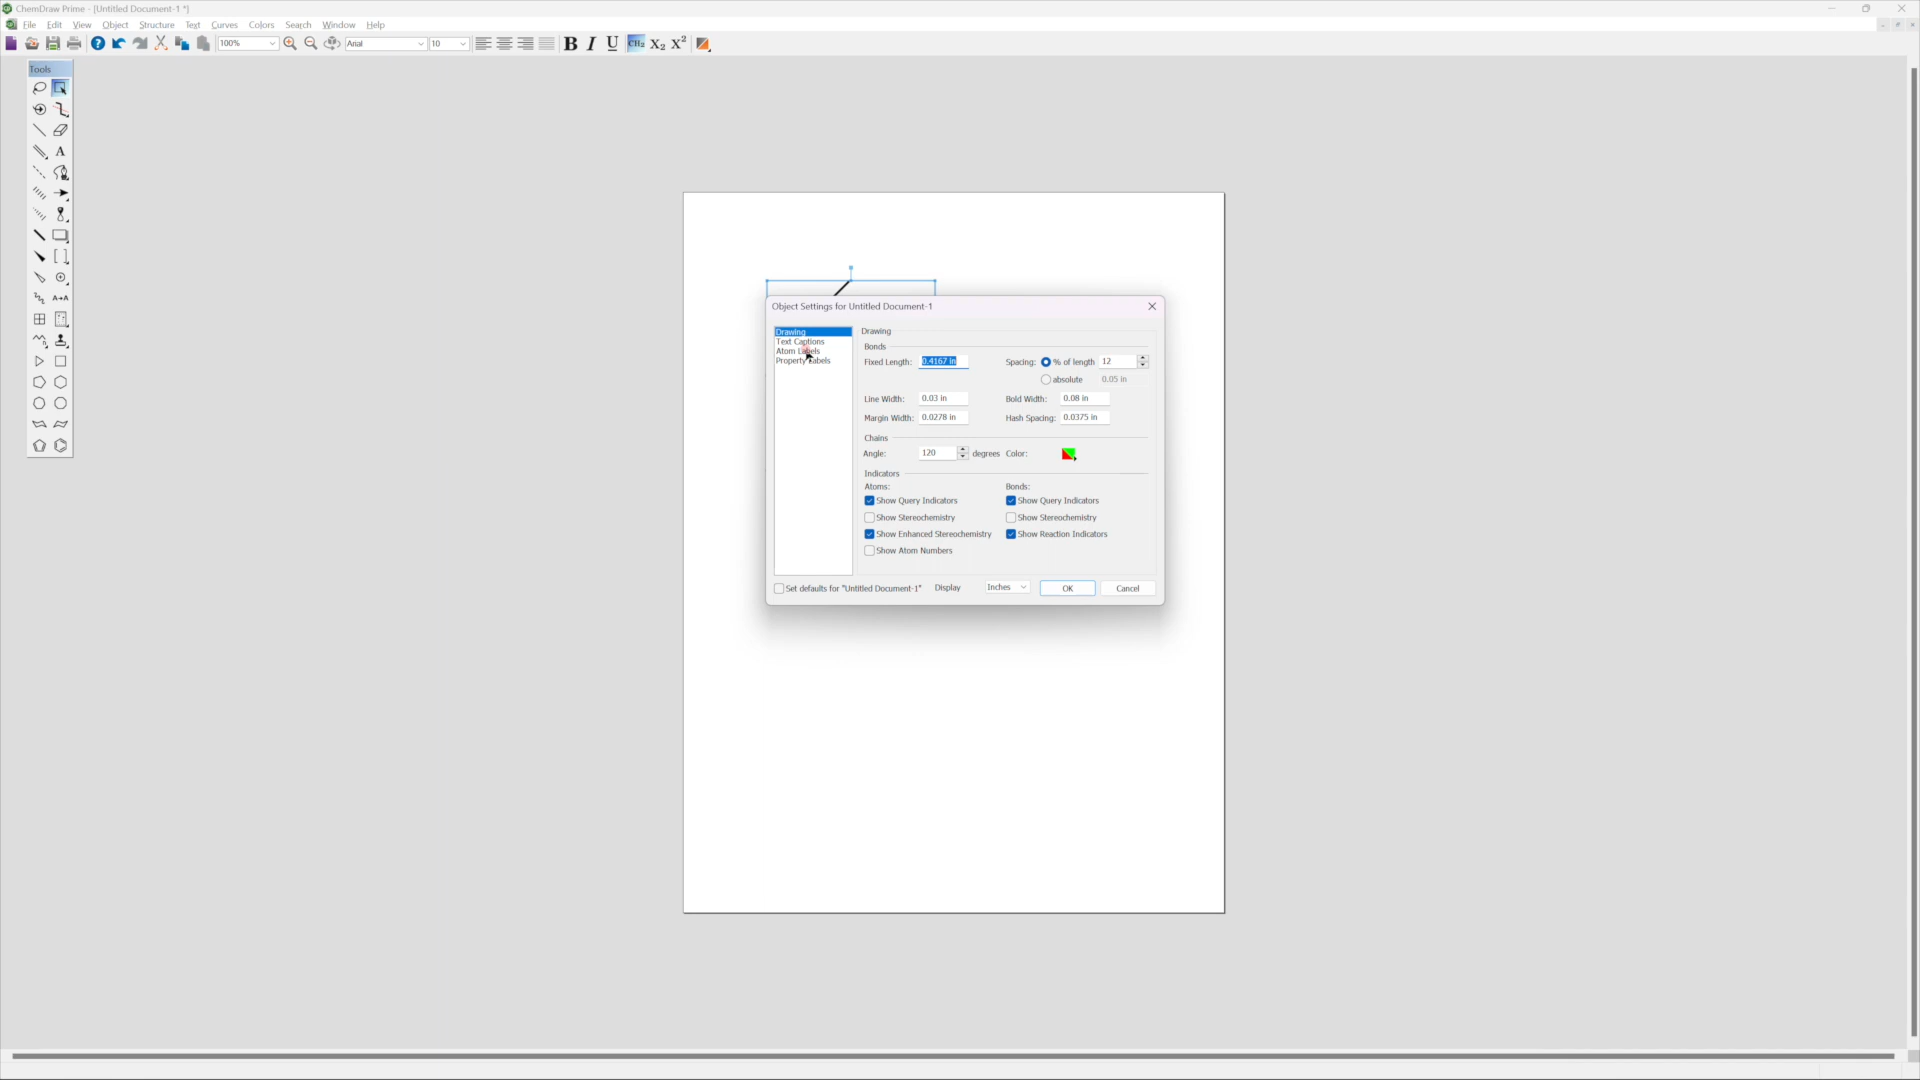 ChemDraw Prime - [Untitled Document-1 *]
File Edit View Object Structure Text Curves Colors Search Window Help
100% Arial 10 B I U CH2 X2 X2
Tools
A
A→A
Object Settings for Untitled Document-1
Drawing
Text Captions
Atom Labels
Property Labels
Drawing
Bonds
Fixed Length: 0.4167 in Spacing: % of length 12
absolute 0.05 in
Line Width: 0.03 in Bold Width: 0.08 in
Margin Width: 0.0278 in Hash Spacing: 0.0375 in
Chains
Angle: 120 degrees Color:
Indicators
Atoms: Bonds:
Show Query Indicators Show Query Indicators
Show Stereochemistry Show Stereochemistry
Show Enhanced Stereochemistry Show Reaction Indicators
Show Atom Numbers
Set defaults for "Untitled Document-1" Display Inches OK Cancel